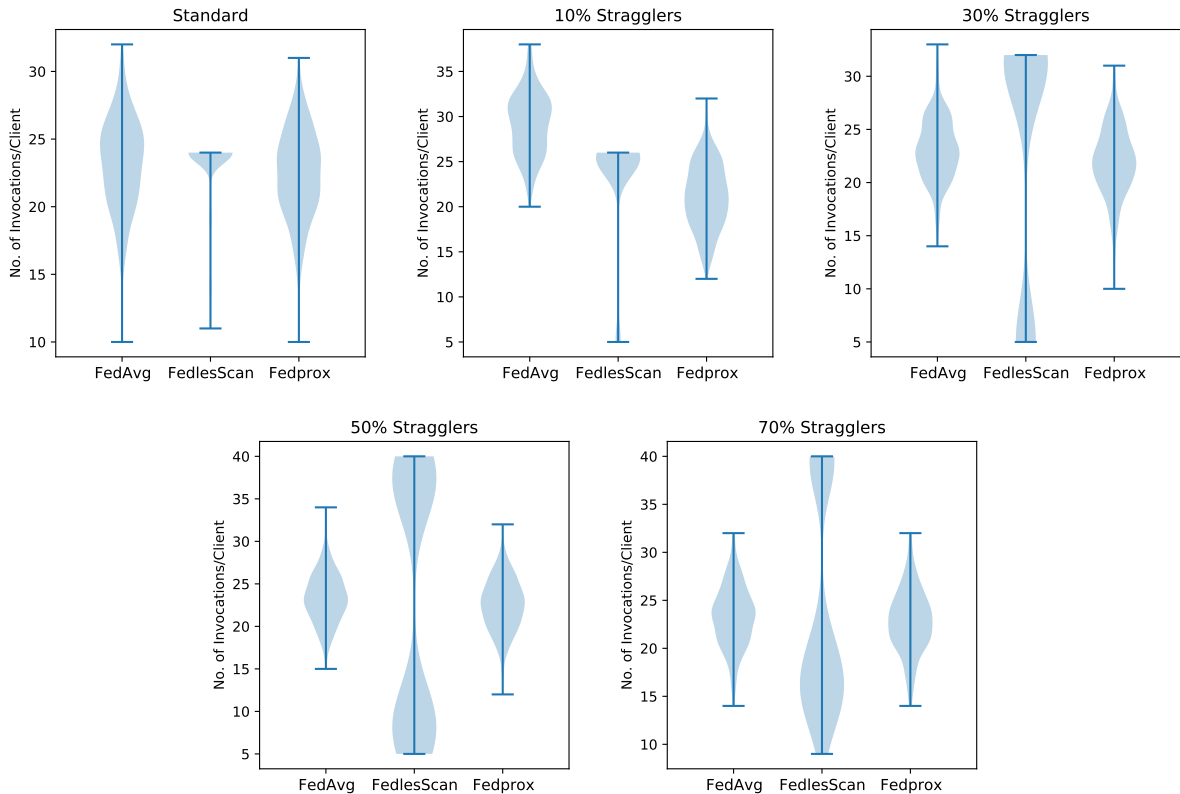 Standard
No. of Invocations/Client
30
25
20
15
10
FedAvg FedlesScan Fedprox
10% Stragglers
No. of Invocations/Client
35
30
25
20
15
10
5
FedAvg FedlesScan Fedprox
30% Stragglers
No. of Invocations/Client
30
25
20
15
10
5
FedAvg FedlesScan Fedprox
50% Stragglers
No. of Invocations/Client
40
35
30
25
20
15
10
5
FedAvg FedlesScan Fedprox
70% Stragglers
No. of Invocations/Client
40
35
30
25
20
15
10
FedAvg FedlesScan Fedprox